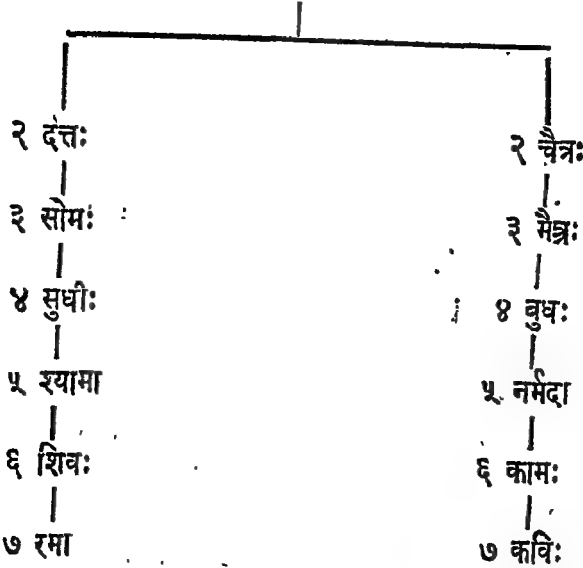 २ दत्तः
२ चैत्रः
३ सोमः
३ मैत्रः
४ सुधीः
४ बुधः
५ श्यामा
५ नर्मदा
६ शिवः
६ कामः
७ रमा
७ कविः